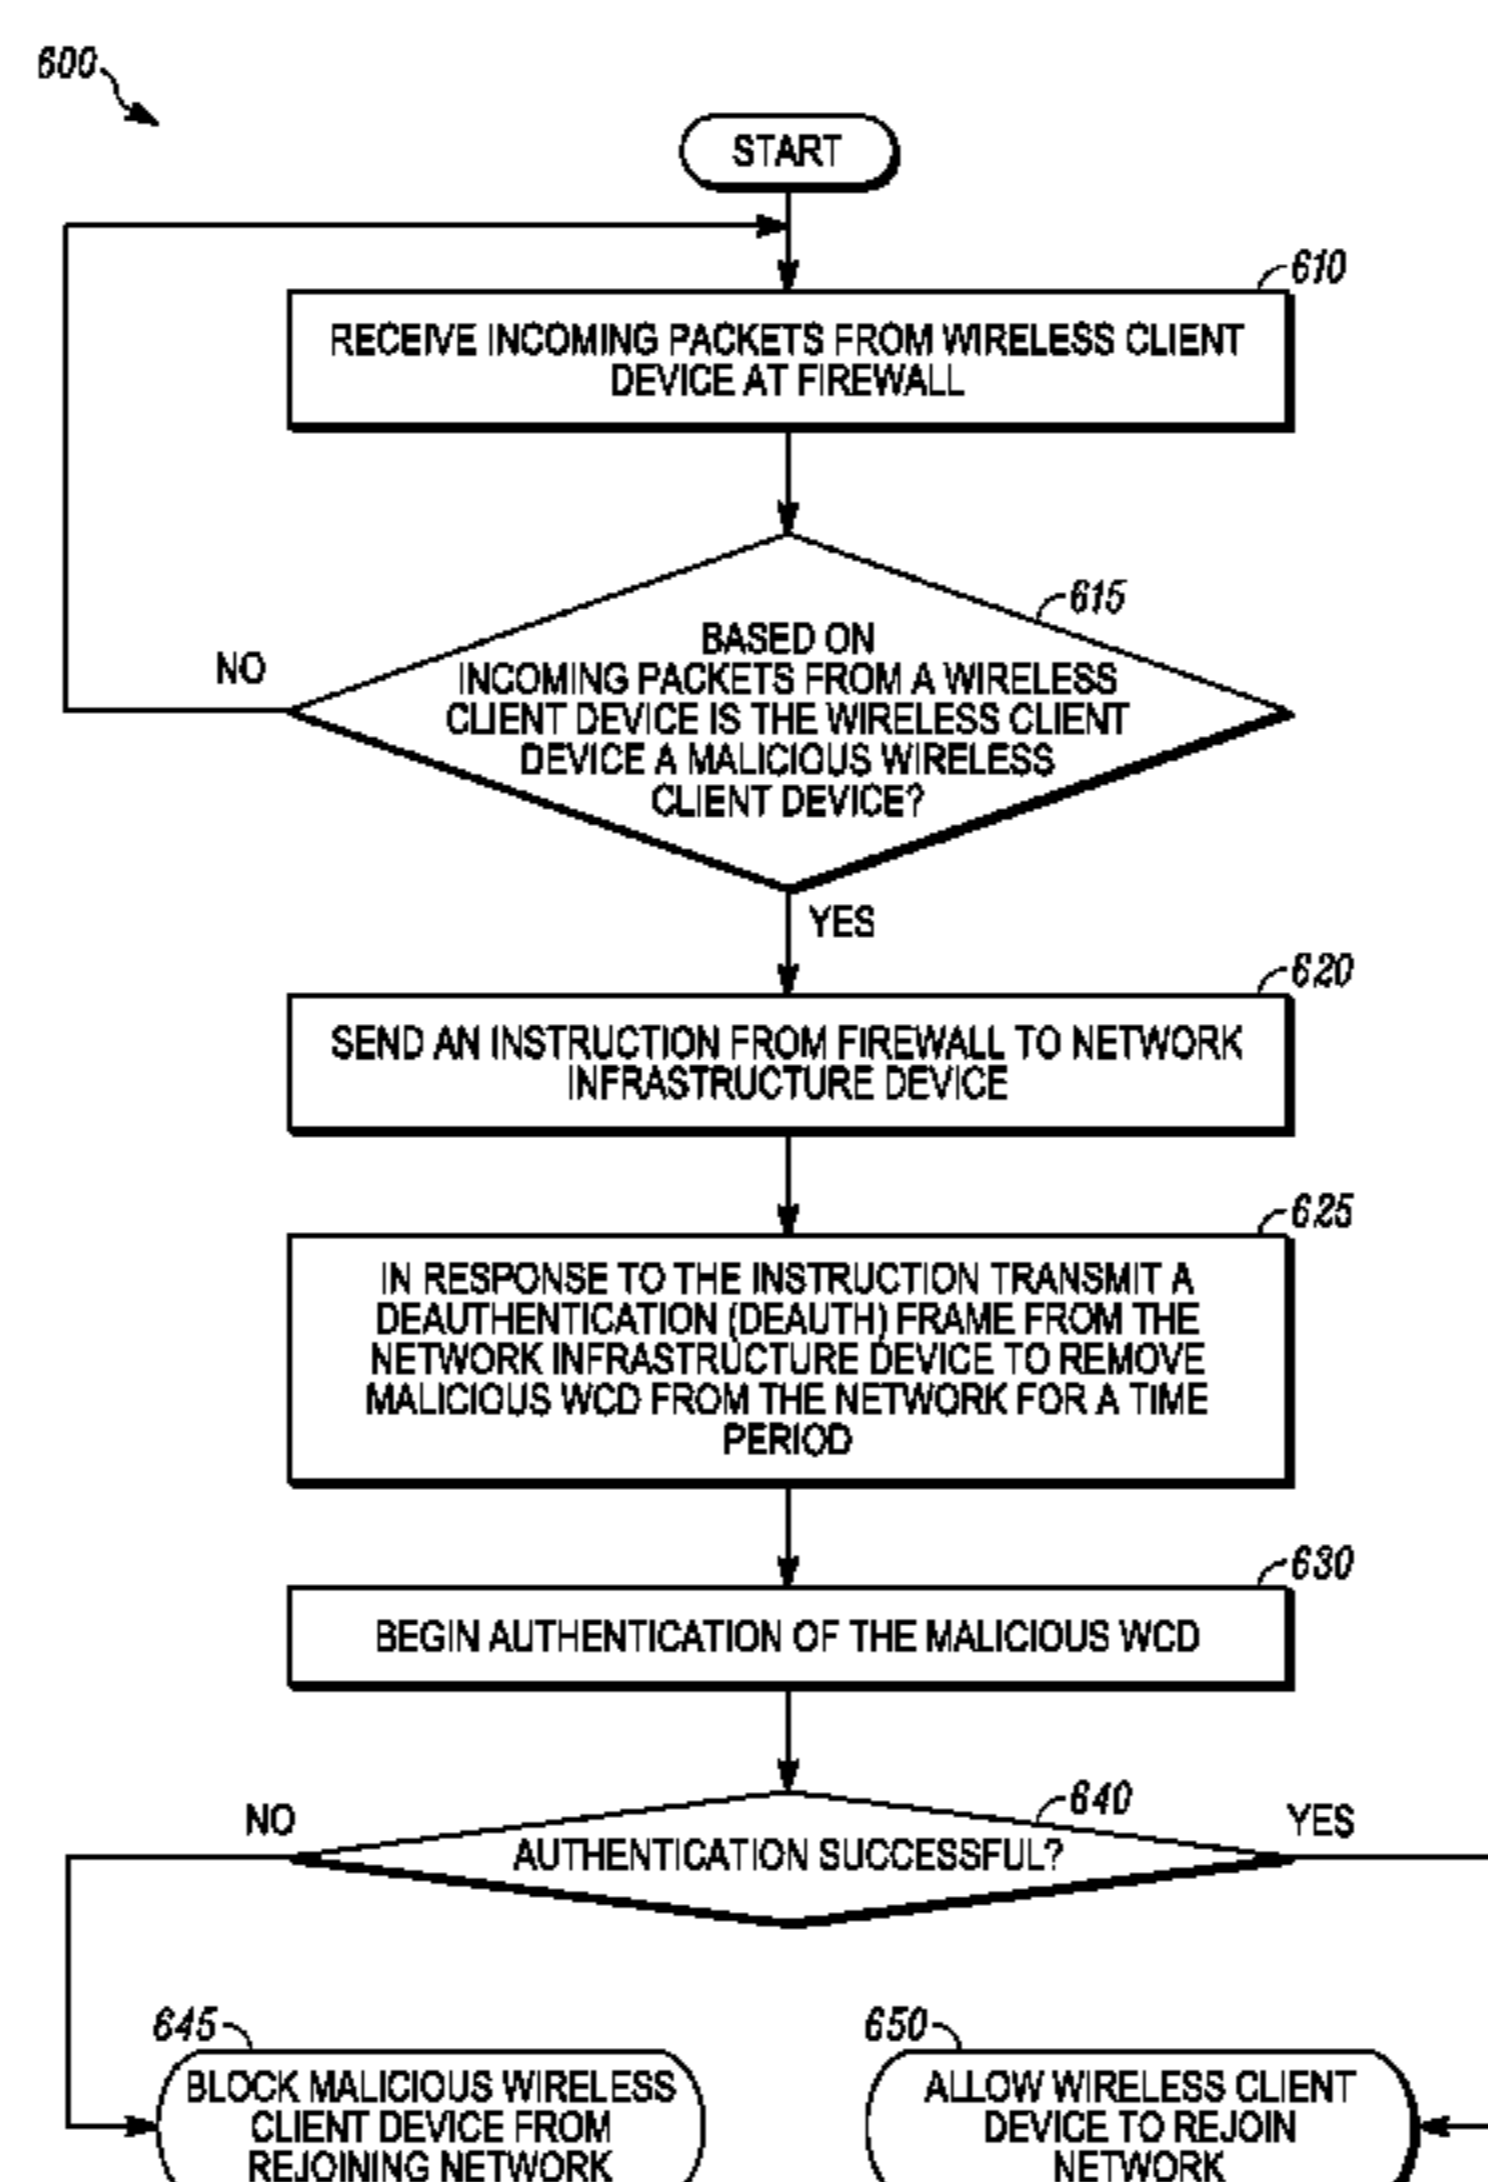 600
START
610
RECEIVE INCOMING PACKETS FROM WIRELESS CLIENT
DEVICE AT FIREWALL
615
BASED ON
INCOMING PACKETS FROM A WIRELESS
CLIENT DEVICE IS THE WIRELESS CLIENT
DEVICE A MALICIOUS WIRELESS
CLIENT DEVICE?
NO
YES
620
SEND AN INSTRUCTION FROM FIREWALL TO NETWORK
INFRASTRUCTURE DEVICE
625
IN RESPONSE TO THE INSTRUCTION TRANSMIT A
DEAUTHENTICATION (DEAUTH) FRAME FROM THE
NETWORK INFRASTRUCTURE DEVICE TO REMOVE
MALICIOUS WCD FROM THE NETWORK FOR A TIME
PERIOD
630
BEGIN AUTHENTICATION OF THE MALICIOUS WCD
640
NO
YES
AUTHENTICATION SUCCESSFUL?
645
BLOCK MALICIOUS WIRELESS
CLIENT DEVICE FROM
REJOINING NETWORK
650
ALLOW WIRELESS CLIENT
DEVICE TO REJOIN
NETWORK